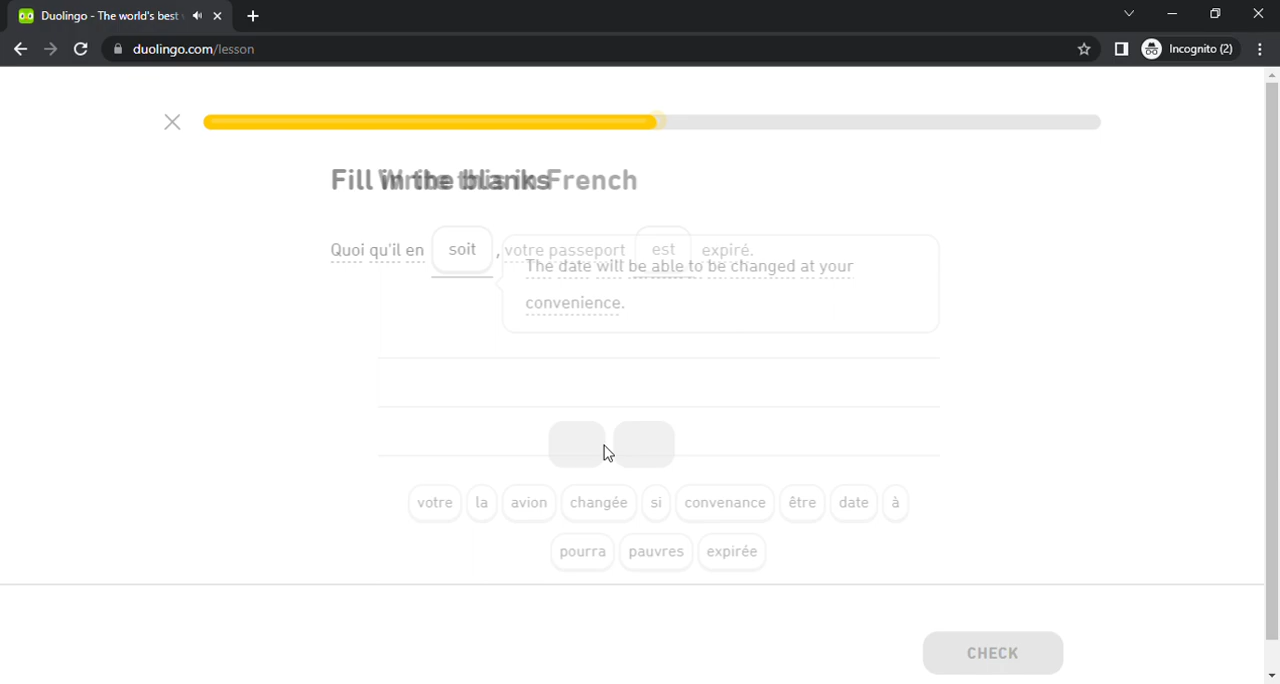 Duolingo - The world's best
duolingo.com/lesson
Incognito (2)
Fill in the blanks
Write this in French
Quoi qu'il en soit , votre passeport est expiré.
The date will be able to be changed at your
convenience.
votre la avion changée si convenance être date à
pourra pauvres expirée
CHECK